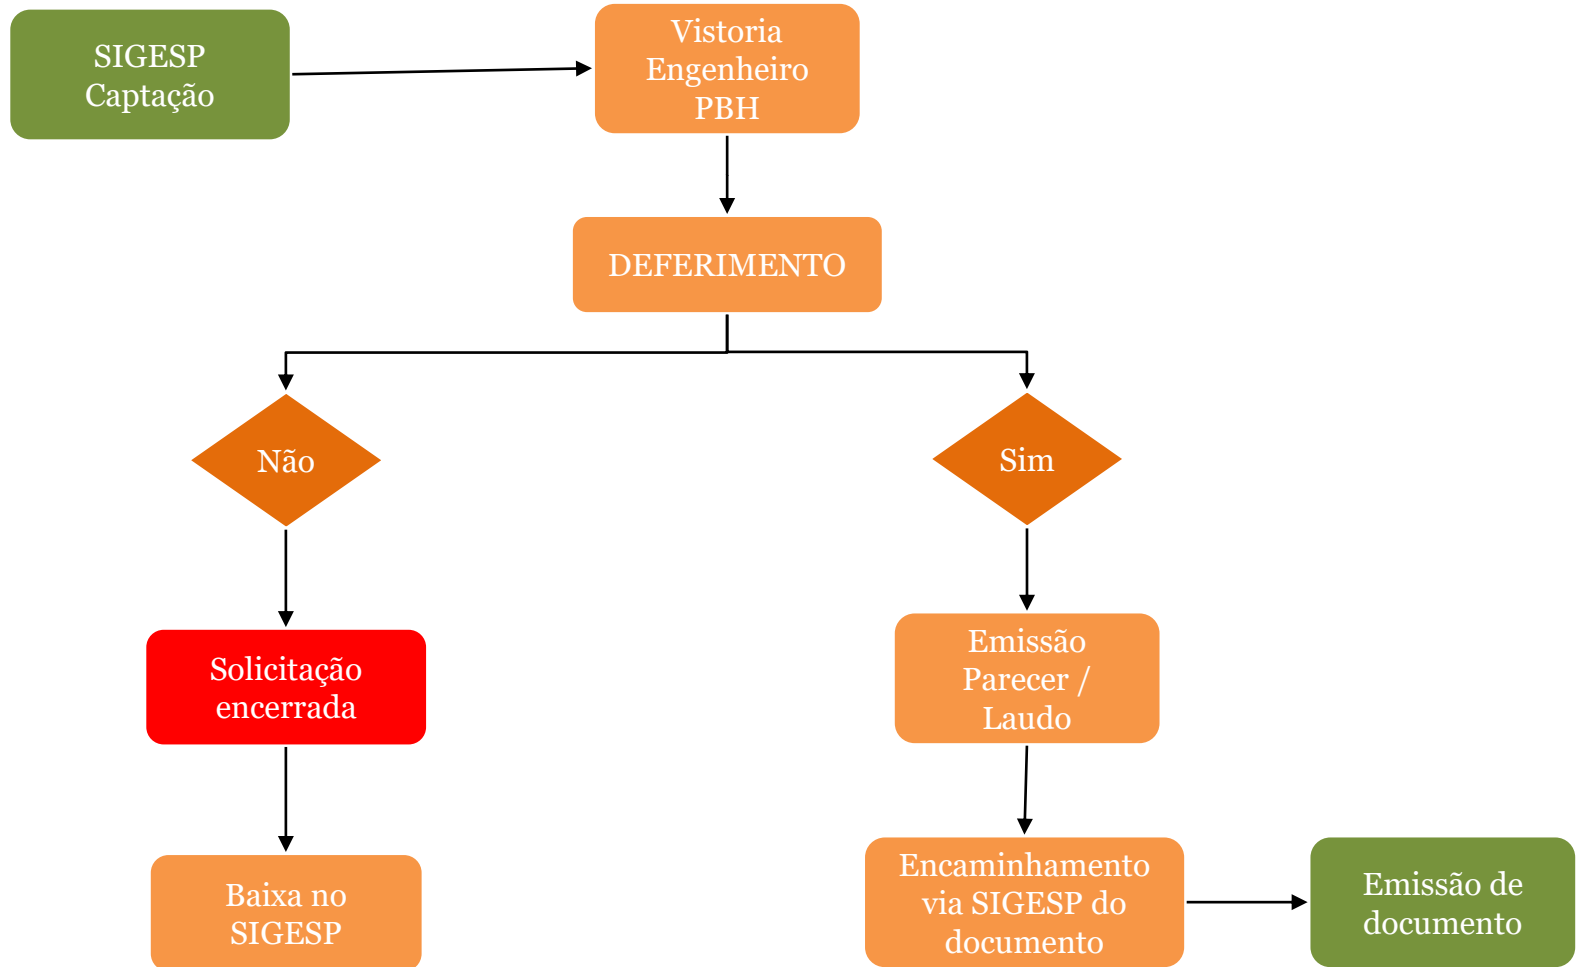 SIGESP
Captação
Vistoria
Engenheiro
PBH
DEFERIMENTO
Não
Sim
Solicitação
encerrada
Emissão
Parecer /
Laudo
Baixa no
SIGESP
Encaminhamento
via SIGESP do
documento
Emissão de
documento